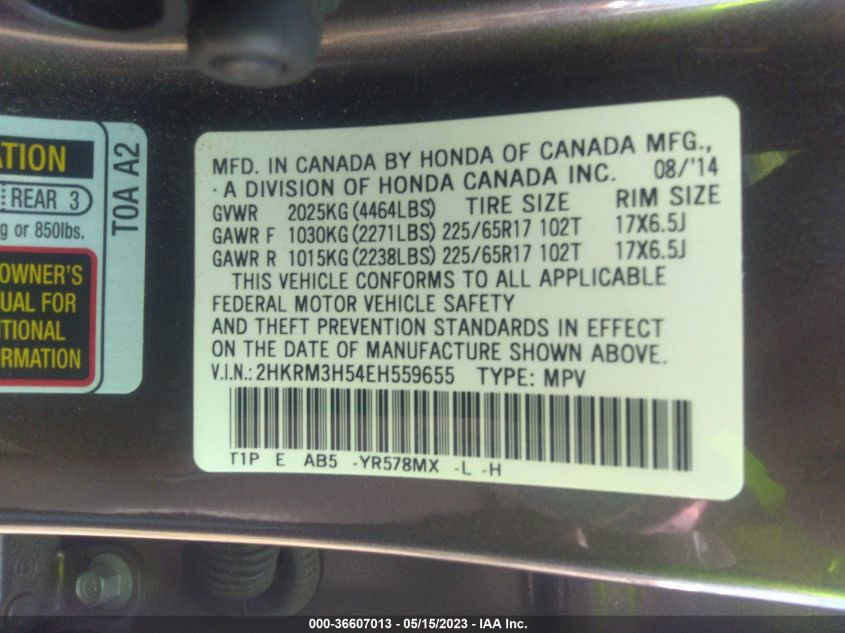 ATION
REAR 3
g or 850lbs.
OWNER'S
UAL FOR
ITIONAL
ORMATION
TOA A2
MFD. IN CANADA BY HONDA OF CANADA MFG.,
A DIVISION OF HONDA CANADA INC. 08/'14
GVWR 2025KG (4464LBS) TIRE SIZE RIM SIZE
GAWR F 1030KG (2271LBS) 225/65R17 102T 17X6.5J
GAWR R 1015KG (2238LBS) 225/65R17 102T 17X6.5J
THIS VEHICLE CONFORMS TO ALL APPLICABLE
FEDERAL MOTOR VEHICLE SAFETY
AND THEFT PREVENTION STANDARDS IN EFFECT
ON THE DATE OF MANUFACTURE SHOWN ABOVE.
V.I.N.: 2HKRM3H54EH559655 TYPE: MPV
T1P E AB5 -YR578MX -L -H
000-36607013 - 05/15/2023 - IAA Inc.